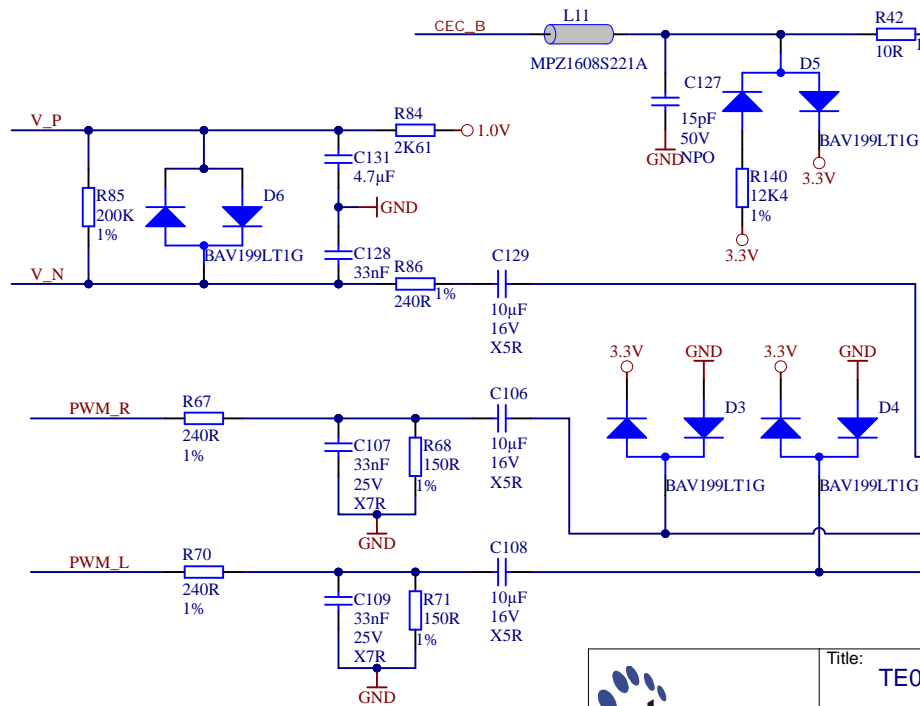 CEC_B
L11
MPZ1608S221A
R42
10R
C127
15pF
50V
NPO
GND
D5
BAV199LT1G
3.3V
R140
12K4
1%
3.3V
V_P
R84
2K61
1.0V
C131
4.7µF
GND
R85
200K
1%
D6
BAV199LT1G
C128
33nF
V_N
R86
240R
1%
C129
10µF
16V
X5R
3.3V
GND
3.3V
GND
D3
BAV199LT1G
D4
BAV199LT1G
PWM_R
R67
240R
1%
C107
33nF
25V
X7R
R68
150R
1%
GND
C106
10µF
16V
X5R
PWM_L
R70
240R
1%
C109
33nF
25V
X7R
R71
150R
1%
GND
C108
10µF
16V
X5R
Title:
TE0